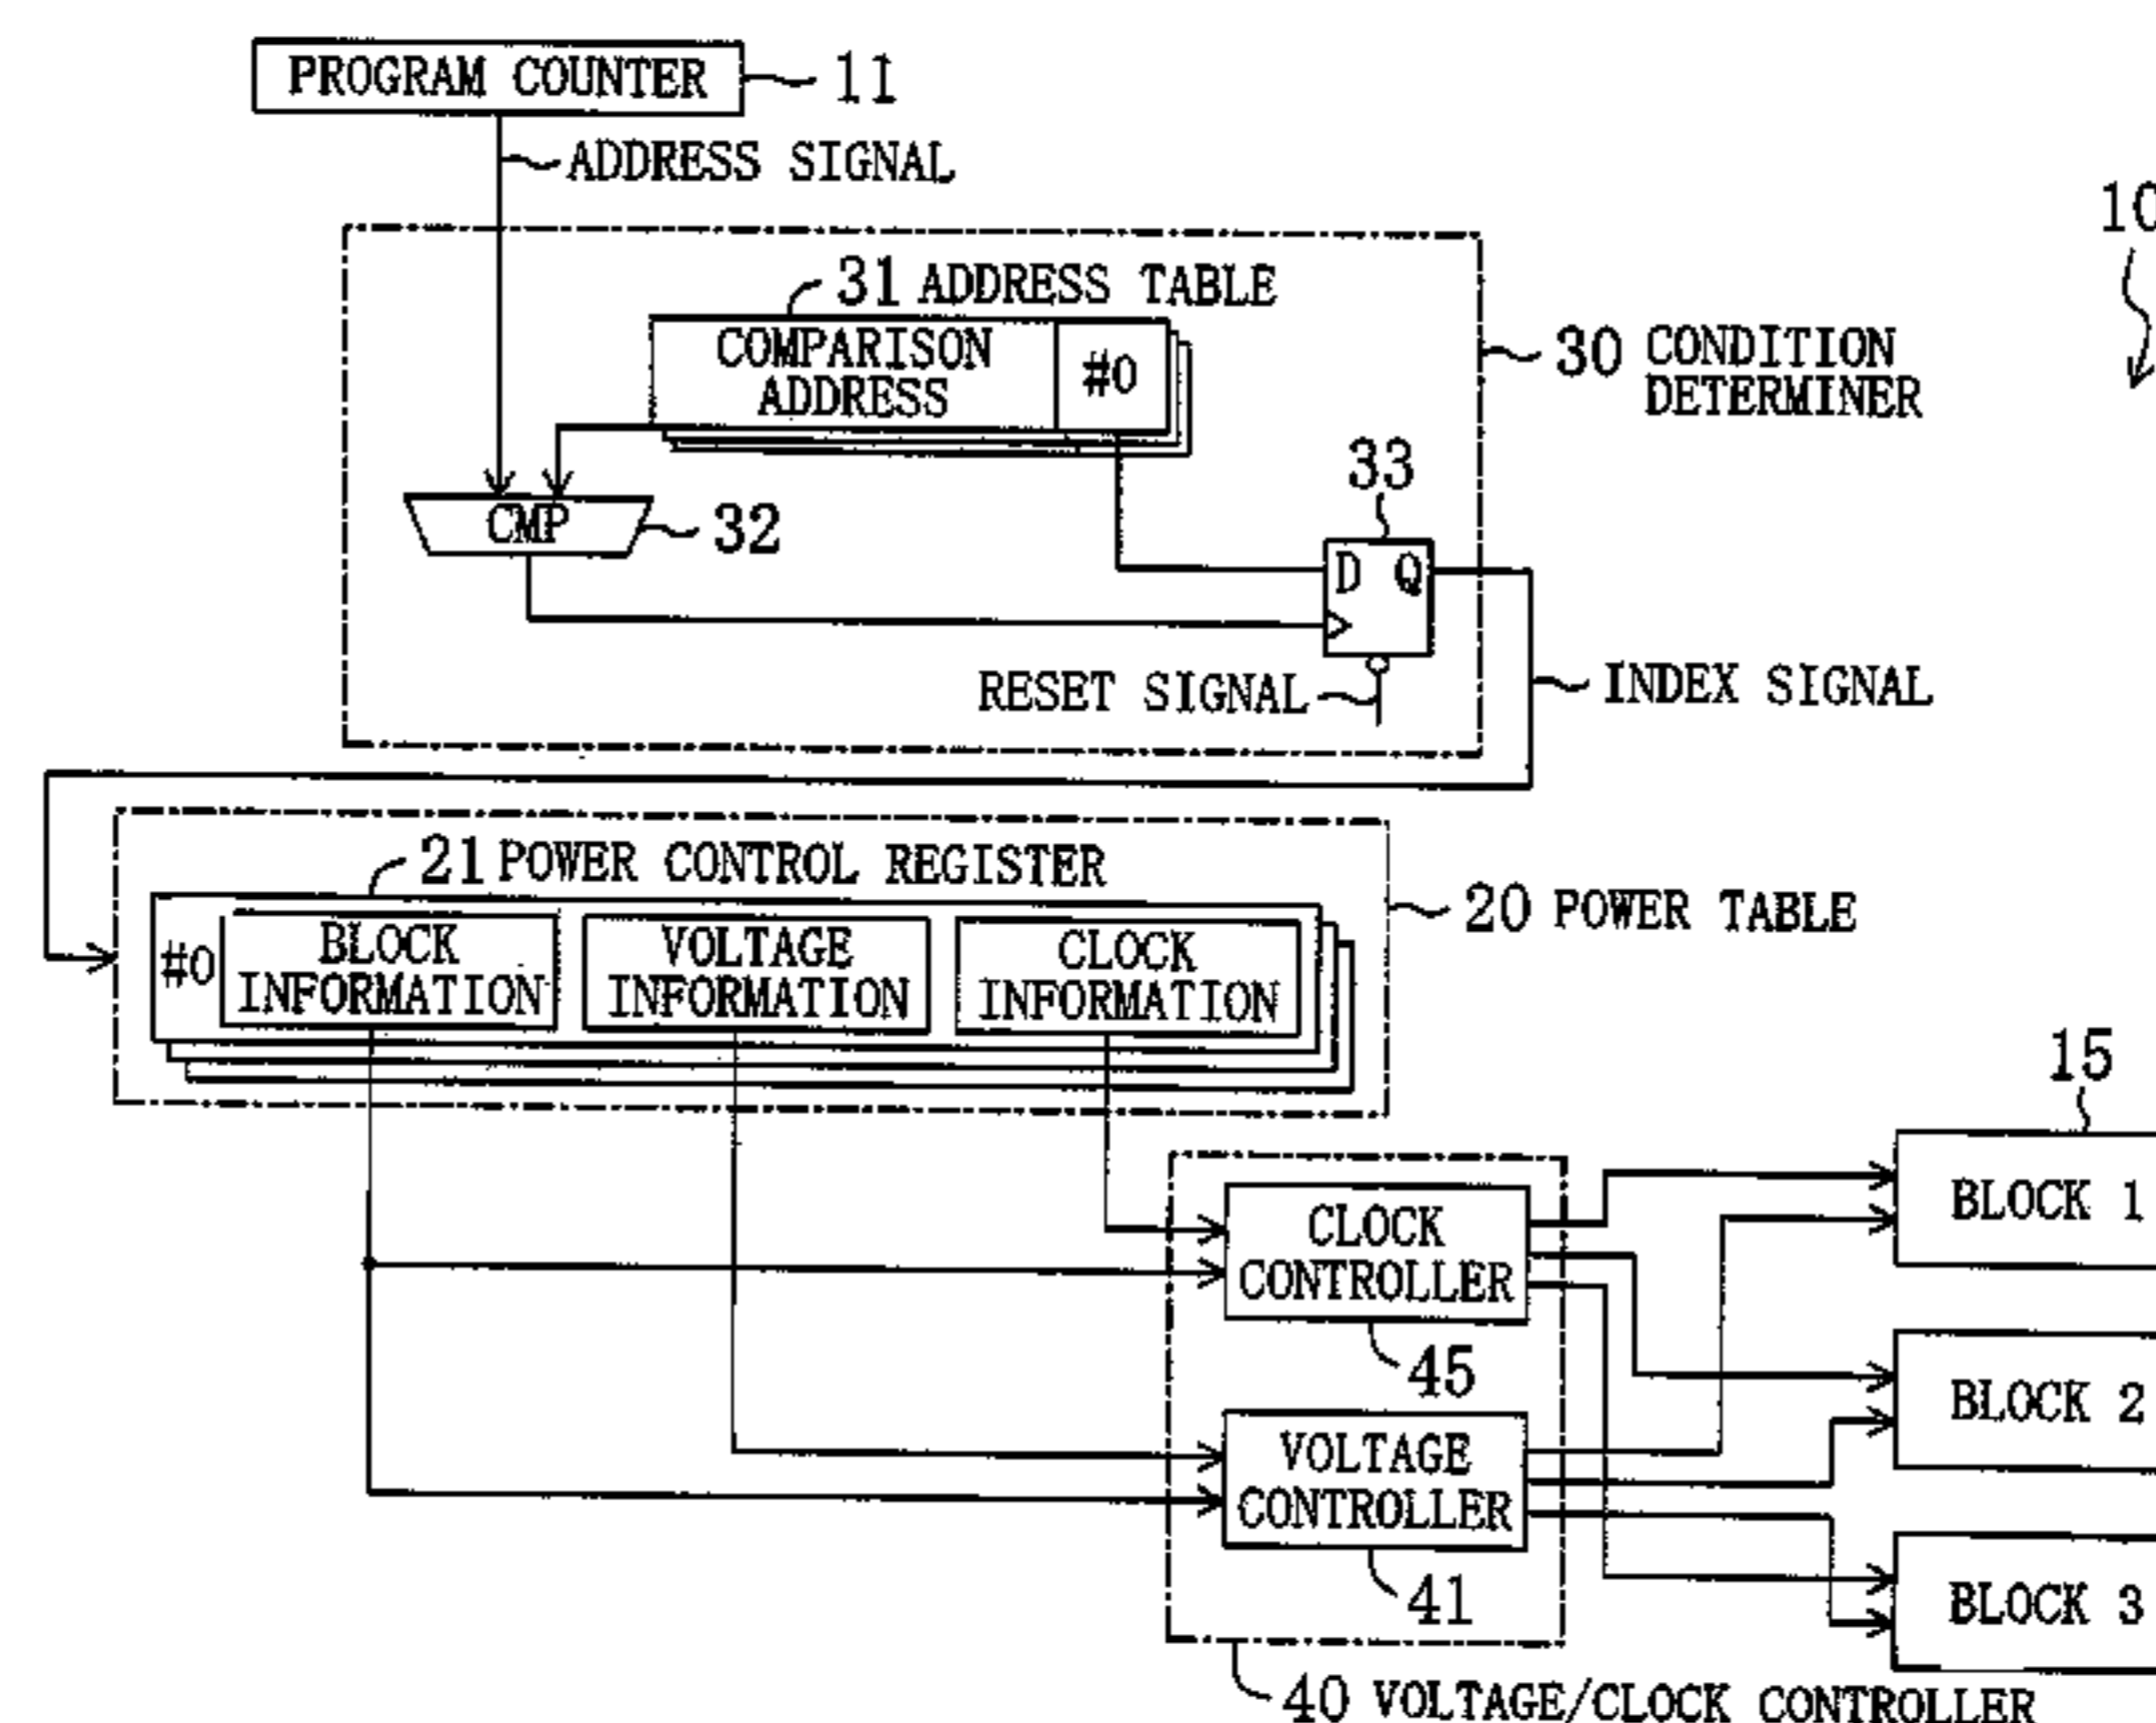 PROGRAM COUNTER
11
ADDRESS SIGNAL
10
31 ADDRESS TABLE
COMPARISON
ADDRESS
#0
30 CONDITION
DETERMINER
33
CMP
32
D Q
RESET SIGNAL
INDEX SIGNAL
21 POWER CONTROL REGISTER
20 POWER TABLE
#0
BLOCK
INFORMATION
VOLTAGE
INFORMATION
CLOCK
INFORMATION
15
BLOCK 1
CLOCK
CONTROLLER
45
BLOCK 2
VOLTAGE
CONTROLLER
41
BLOCK 3
40 VOLTAGE/CLOCK CONTROLLER